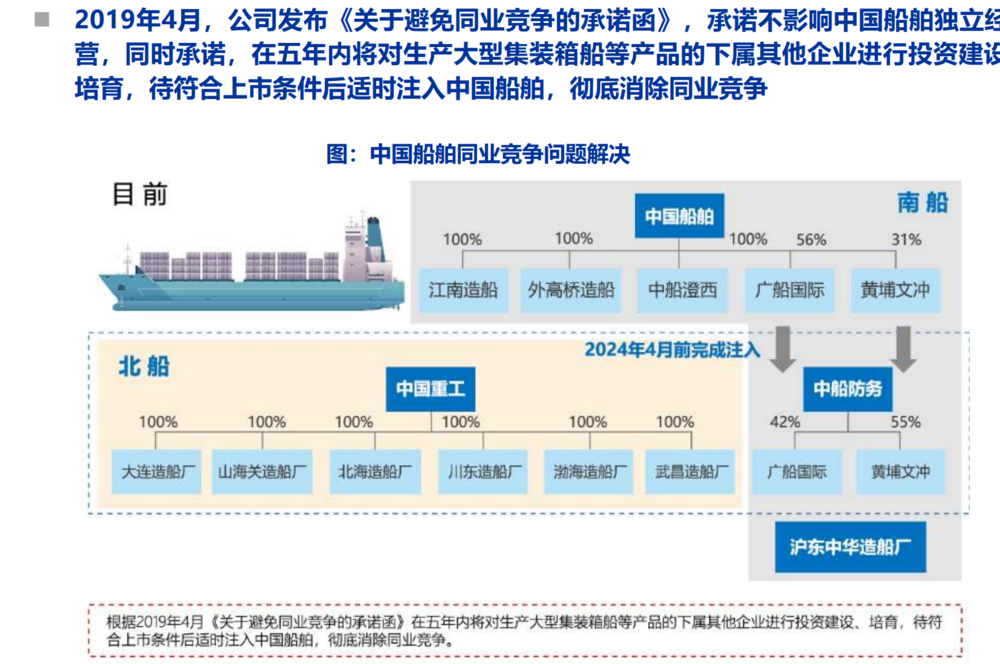 2019年4月，公司发布《关于避免同业竞争的承诺函》，承诺不影响中国船舶独立经
营，同时承诺，在五年内将对生产大型集装箱船等产品的下属其他企业进行投资建设
培育，待符合上市条件后适时注入中国船舶，彻底消除同业竞争
图：中国船舶同业竞争问题解决
目前
南船
中国船舶
100% 100% 100% 56% 31%
江南造船 外高桥造船 中船澄西 广船国际 黄埔文冲
2024年4月前完成注入
北船
中国重工
中船防务
100% 100% 100% 100% 100% 100% 42% 55%
大连造船厂 山海关造船厂 北海造船厂 川东造船厂 渤海造船厂 武昌造船厂 广船国际 黄埔文冲
沪东中华造船厂
根据2019年4月《关于避免同业竞争的承诺函》在五年内将对生产大型集装箱船等产品的下属其他企业进行投资建设、培育，待符
合上市条件后适时注入中国船舶，彻底消除同业竞争。